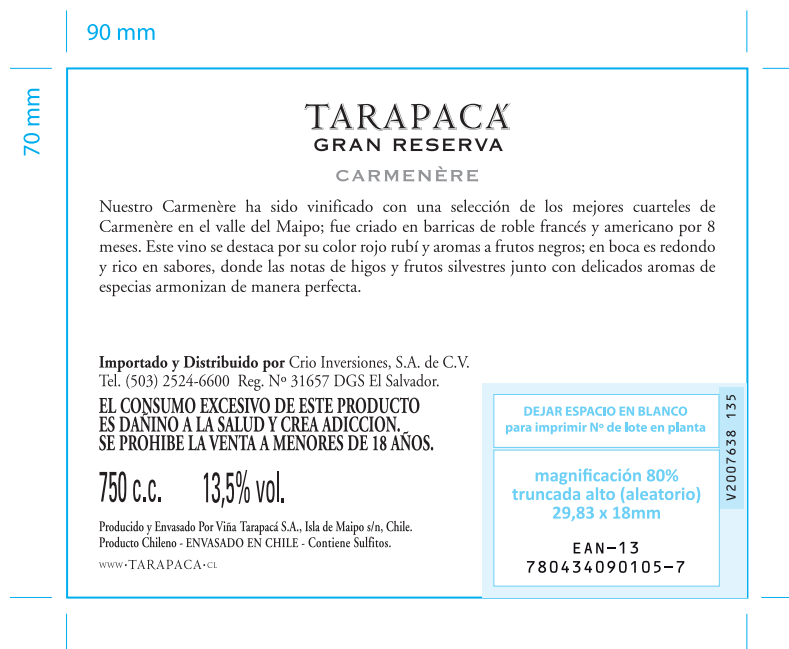 90 mm
70 mm
TARAPACÁ
GRAN RESERVA
CARMENÈRE
Nuestro Carmenère ha sido vinificado con una selección de los mejores cuarteles de
Carmenère en el valle del Maipo; fue criado en barricas de roble francés y americano por 8
meses. Este vino se destaca por su color rojo rubí y aromas a frutos negros; en boca es redondo
y rico en sabores, donde las notas de higos y frutos silvestres junto con delicados aromas de
especias armonizan de manera perfecta.
Importado y Distribuido por Crio Inversiones, S.A. de C.V.
Tel. (503) 2524-6600 Reg. Nº 31657 DGS El Salvador.
EL CONSUMO EXCESIVO DE ESTE PRODUCTO
ES DAÑINO A LA SALUD Y CREA ADICCION.
SE PROHIBE LA VENTA A MENORES DE 18 AÑOS.
750 c.c. 13,5% vol.
Producido y Envasado Por Viña Tarapacá S.A., Isla de Maipo s/n, Chile.
Producto Chileno - ENVASADO EN CHILE - Contiene Sulfitos.
WWW·TARAPACA·CL
DEJAR ESPACIO EN BLANCO
para imprimir Nº de lote en planta
magnificación 80%
truncada alto (aleatorio)
29,83 x 18mm
EAN-13
780434090105-7
V2007638 135